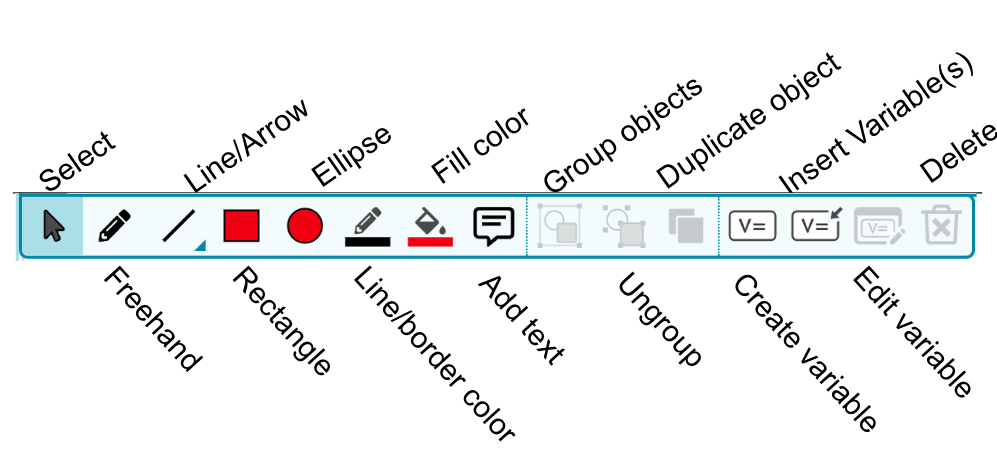 Select
Line/Arrow
Ellipse
Fill color
Group objects
Duplicate object
Insert Variable(s)
Delete
V=
V=
V=
Freehand
Rectangle
Line/border color
Add text
Ungroup
Create variable
Edit variable